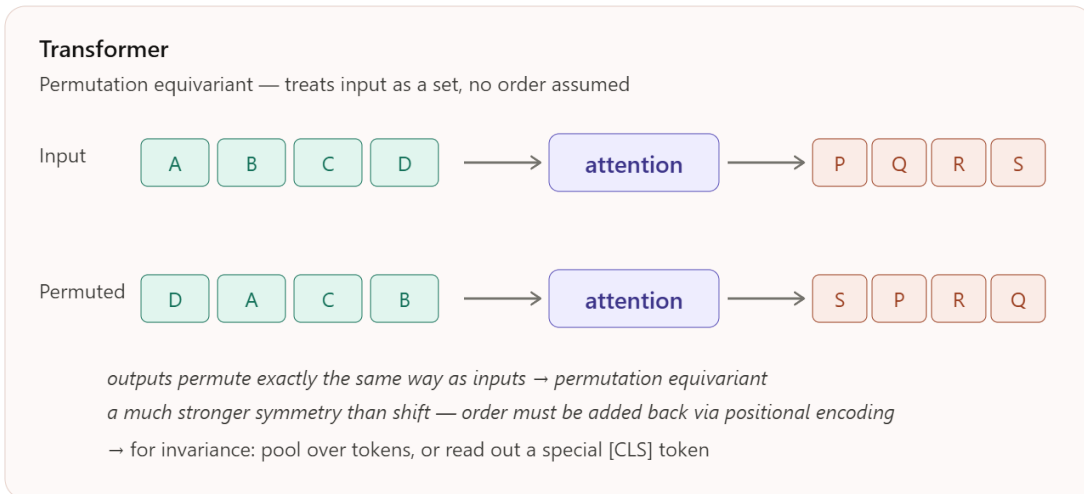 Transformer
Permutation equivariant — treats input as a set, no order assumed
Input A B C D attention P Q R S
Permuted D A C B attention S P R Q
outputs permute exactly the same way as inputs → permutation equivariant
a much stronger symmetry than shift — order must be added back via positional encoding
→ for invariance: pool over tokens, or read out a special [CLS] token